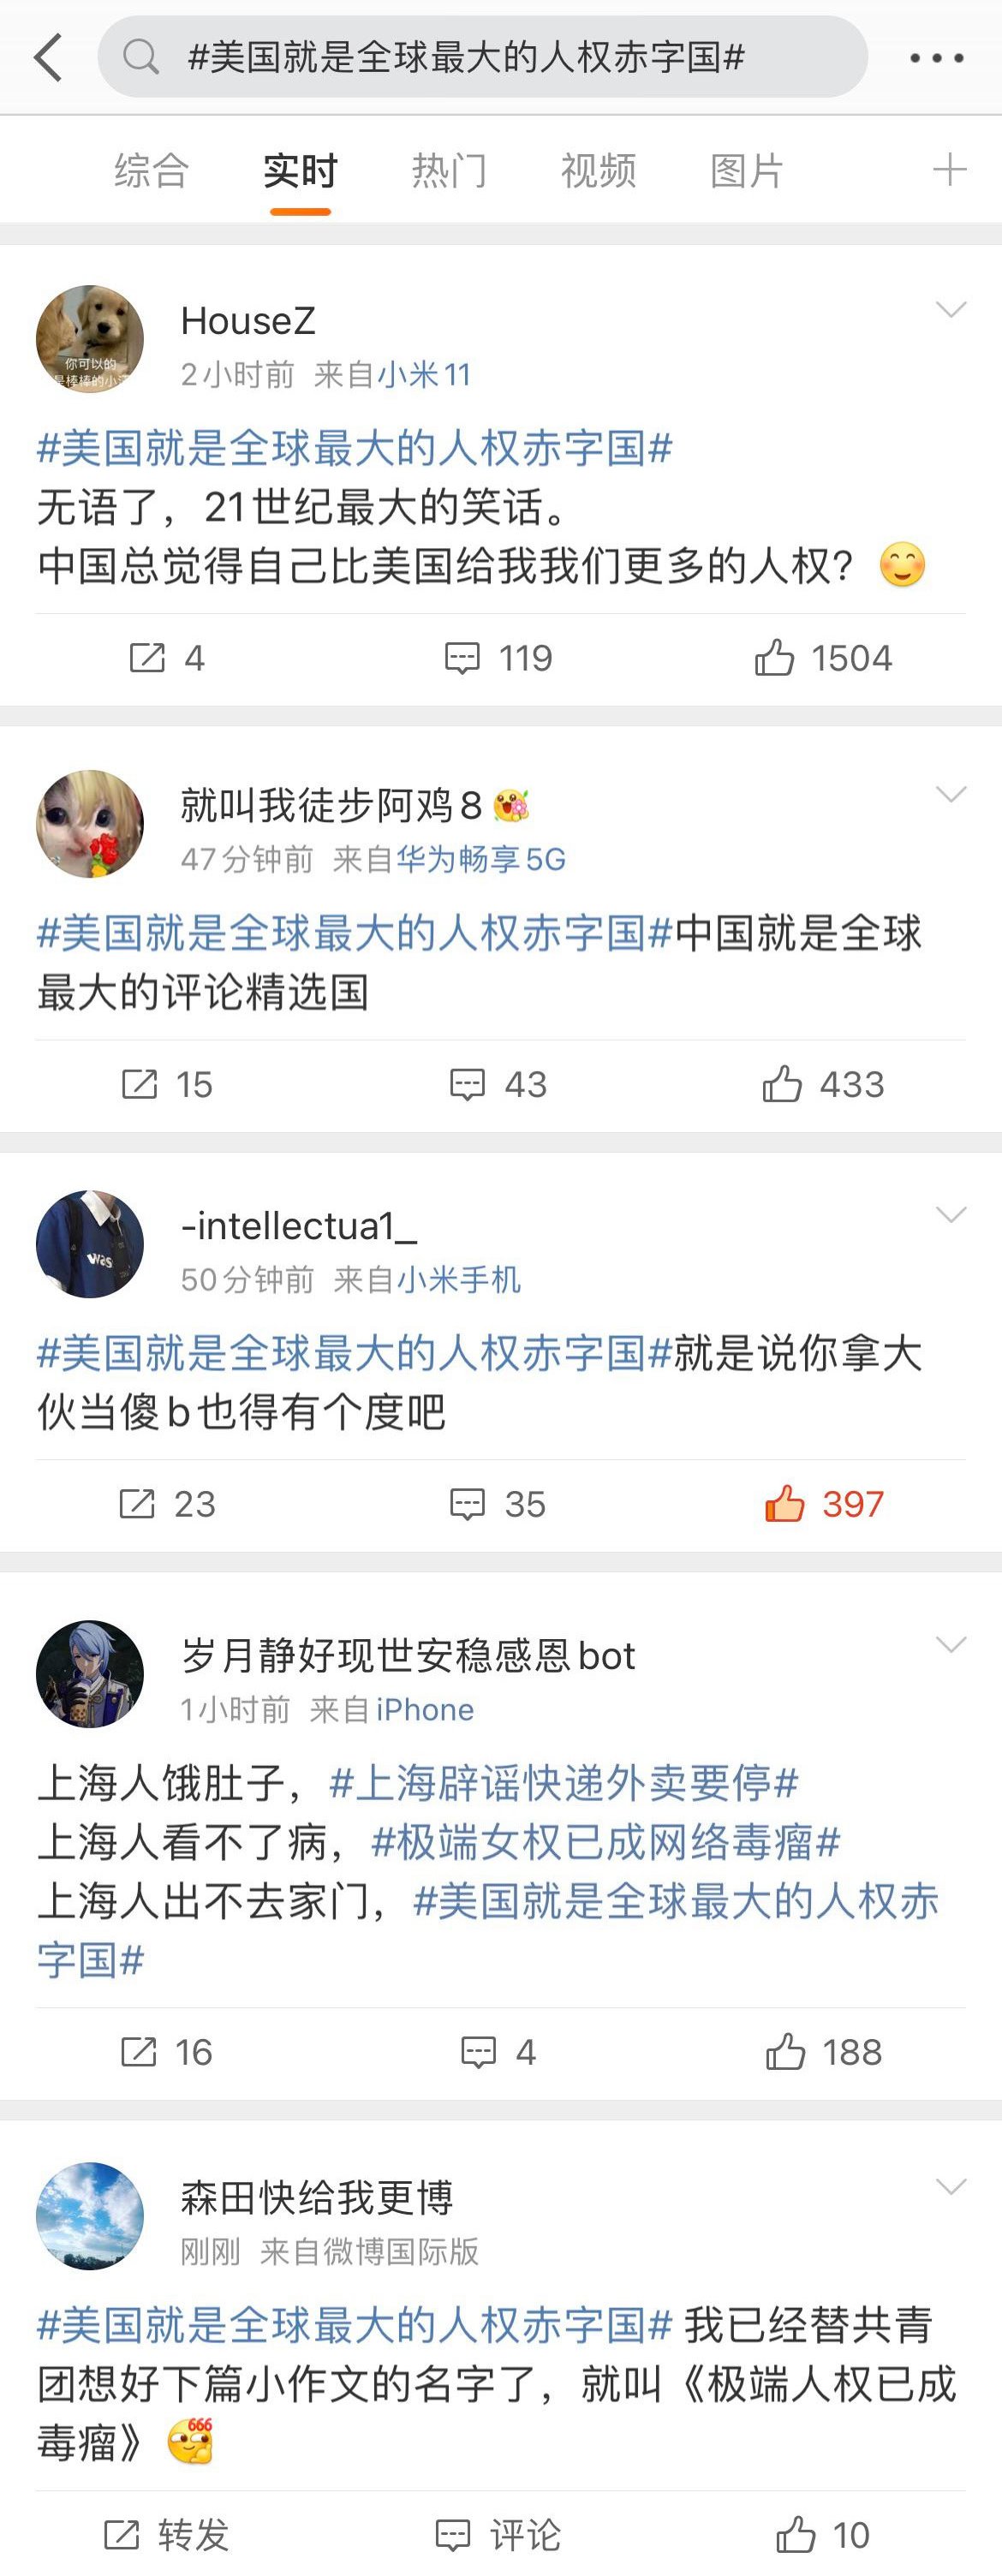 #美国就是全球最大的人权赤字国#
综合 实时 热门 视频 图片
HouseZ
你可以的
是棒棒的小
2小时前 来自小米11
#美国就是全球最大的人权赤字国#
无语了，21世纪最大的笑话。
中国总觉得自己比美国给我我们更多的人权?
4 119 1504
就叫我徒步阿鸡8
47分钟前 来自华为畅享5G
#美国就是全球最大的人权赤字国#中国就是全球
最大的评论精选国
15 43 433
-intellectua1_
was
50分钟前 来自小米手机
#美国就是全球最大的人权赤字国#就是说你拿大
伙当傻b也得有个度吧
23 35 397
岁月静好现世安稳感恩bot
1小时前 来自iPhone
上海人饿肚子，#上海辟谣快递外卖要停#
上海人看不了病，#极端女权已成网络毒瘤#
上海人出不去家门，#美国就是全球最大的人权赤
字国#
16 4 188
森田快给我更博
刚刚 来自微博国际版
#美国就是全球最大的人权赤字国# 我已经替共青
团想好下篇小作文的名字了，就叫《极端人权已成
毒瘤》 666
转发 评论 10